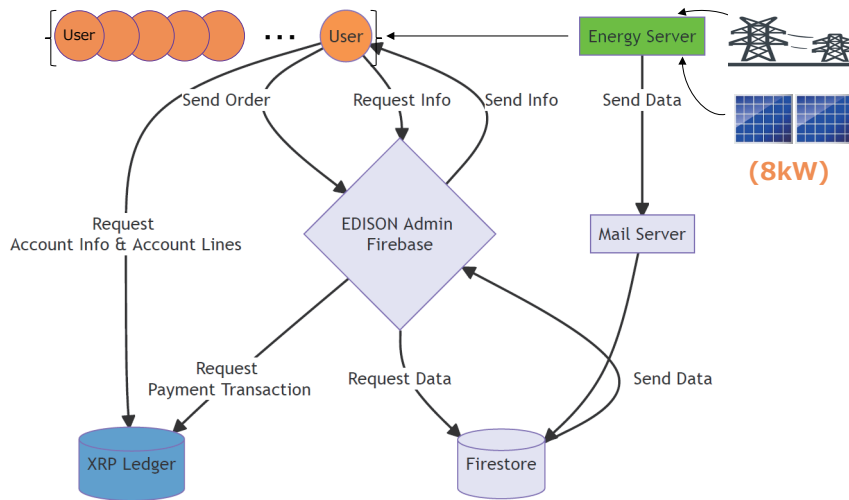 User
...
User
Energy Server
Send Order
Request Info
Send Info
Send Data
(8kW)
Request
Account Info & Account Lines
EDISON Admin
Firebase
Mail Server
Request
Payment Transaction
Request Data
Send Data
XRP Ledger
Firestore